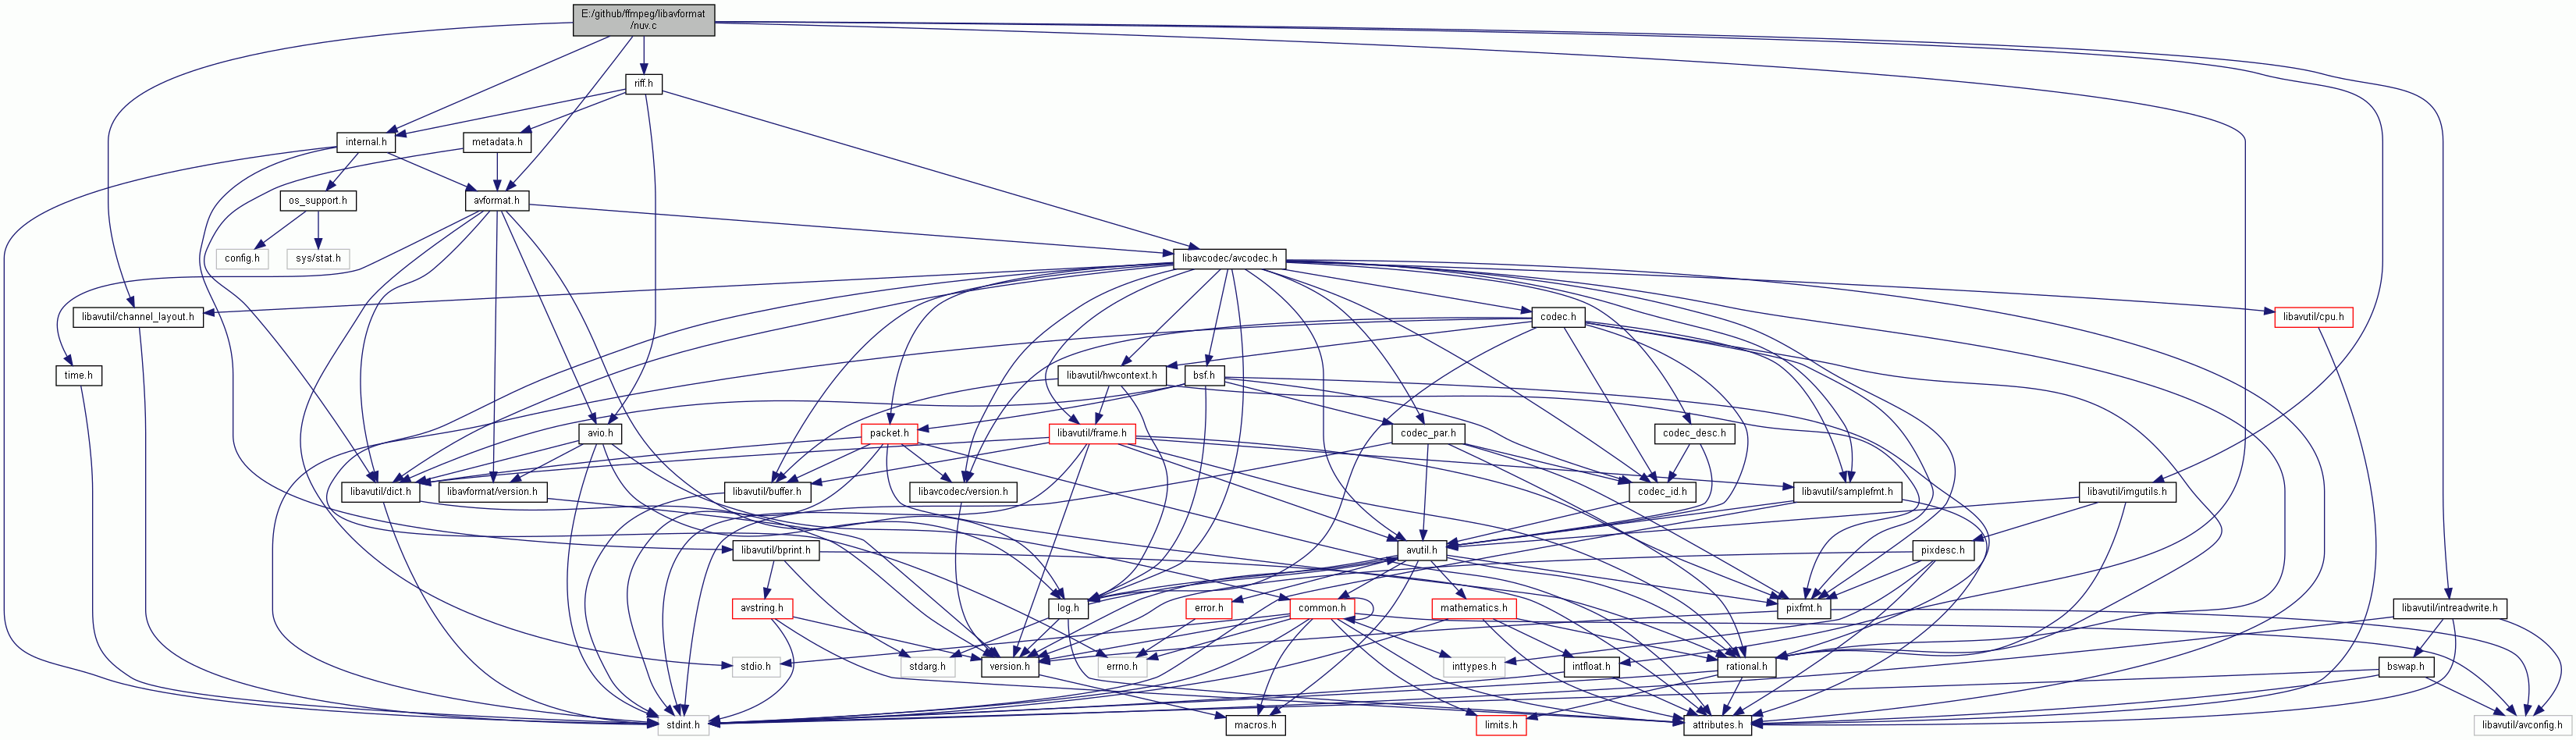 E:/github/ffmpeg/libavformat
/nuv.c
riff.h
internal.h
metadata.h
os_support.h
avformat.h
config.h
sys/stat.h
libavcodec/avcodec.h
libavutil/channel_layout.h
codec.h
libavutil/cpu.h
time.h
libavutil/hwcontext.h
bsf.h
avio.h
packet.h
libavutil/frame.h
codec_par.h
codec_desc.h
libavutil/dict.h
libavformat/version.h
libavutil/buffer.h
libavcodec/version.h
codec_id.h
libavutil/samplefmt.h
libavutil/imgutils.h
libavutil/bprint.h
avutil.h
pixdesc.h
avstring.h
log.h
error.h
common.h
mathematics.h
pixfmt.h
libavutil/intreadwrite.h
stdio.h
stdarg.h
version.h
errno.h
inttypes.h
intfloat.h
rational.h
bswap.h
stdint.h
macros.h
limits.h
attributes.h
libavutil/avconfig.h